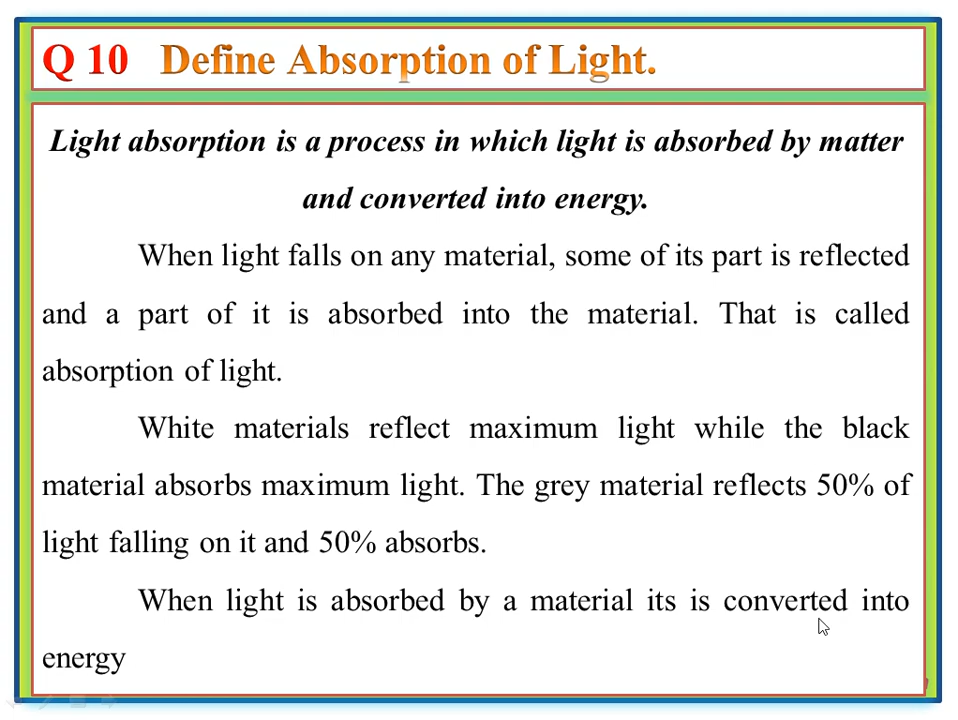 Q 10 Define Absorption of Light.
Light absorption is a process in which light is absorbed by matter
and converted into energy.
When light falls on any material, some of its part is reflected
and a part of it is absorbed into the material. That is called
absorption of light.
White materials reflect maximum light while the black
material absorbs maximum light. The grey material reflects 50% of
light falling on it and 50% absorbs.
When light is absorbed by a material its is converted into
energy